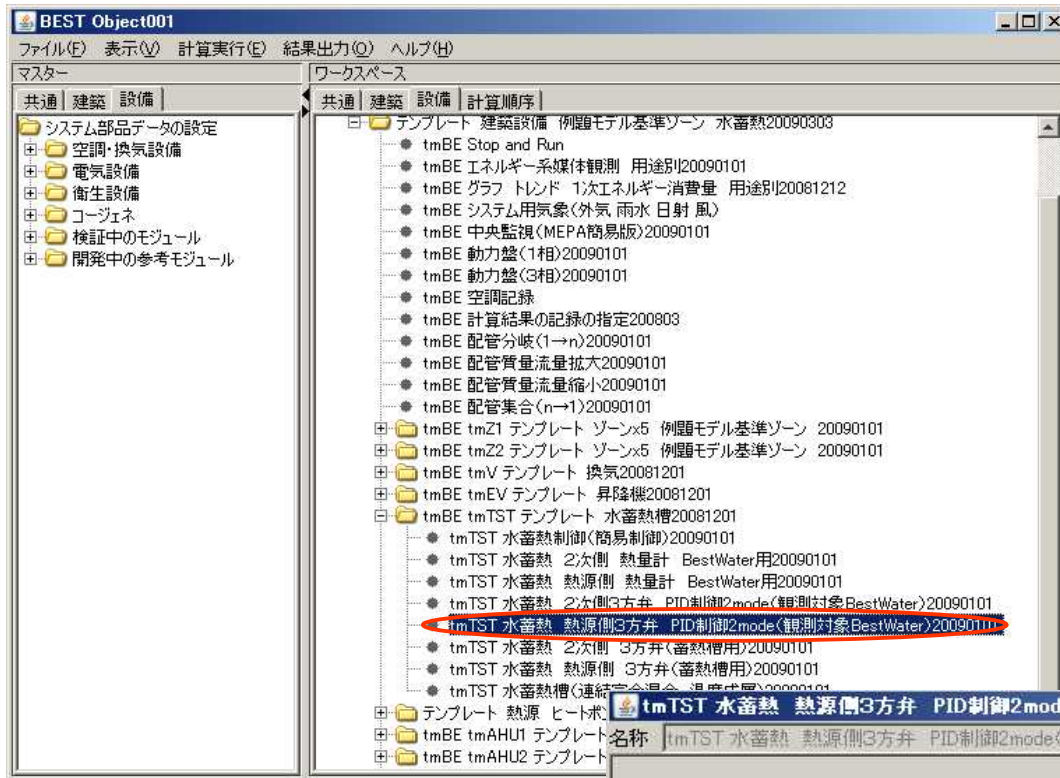 BEST Object001
ファイル(F) 表示(V) 計算実行(E) 結果出力(O) ヘルプ(H)
マスター
共通 建築 設備
システム部品データの設定
空調・換気設備
電気設備
衛生設備
コージェネ
検証中のモジュール
開発中の参考モジュール
ワークスペース
共通 建築 設備 計算順序
テンプレート 建築設備 例題モデル基準ゾーン 水蓄熱20090303
tmBE Stop and Run
tmBE エネルギー系媒体観測 用途別20090101
tmBE グラフ トレンド 1次エネルギー消費量 用途別20081212
tmBE システム用気象(外気 雨水 日射 風)
tmBE 中央監視(MEPA簡易版)20090101
tmBE 動力盤(1相)20090101
tmBE 動力盤(3相)20090101
tmBE 空調記録
tmBE 計算結果の記録の指定200803
tmBE 配管分岐(1→n)20090101
tmBE 配管質量流量拡大20090101
tmBE 配管質量流量縮小20090101
tmBE 配管集合(n→1)20090101
tmBE tmZ1 テンプレート ゾーンx5 例題モデル基準ゾーン 20090101
tmBE tmZ2 テンプレート ゾーンx5 例題モデル基準ゾーン 20090101
tmBE tmV テンプレート 換気20081201
tmBE tmEV テンプレート 昇降機20081201
tmBE tmTST テンプレート 水蓄熱槽20081201
tmTST 水蓄熱制御(簡易制御)20090101
tmTST 水蓄熱 2次側 熱量計 BestWater用20090101
tmTST 水蓄熱 熱源側 熱量計 BestWater用20090101
tmTST 水蓄熱 2次側3方弁 PID制御2mode(観測対象BestWater)20090101
tmTST 水蓄熱 熱源側3方弁 PID制御2mode(観測対象BestWater)20090101
tmTST 水蓄熱 2次側 3方弁(蓄熱槽用)20090101
tmTST 水蓄熱 熱源側 3方弁(蓄熱槽用)20090101
tmTST 水蓄熱槽(連結完全混合 温度成層)20090101
テンプレート 熱源 ヒートポ
tmBE tmAHU1 テンプレート
tmBE tmAHU2 テンプレート
tmTST 水蓄熱 熱源側3方弁 PID制御2mod
名称 tmTST 水蓄熱 熱源側3方弁 PID制御2mode